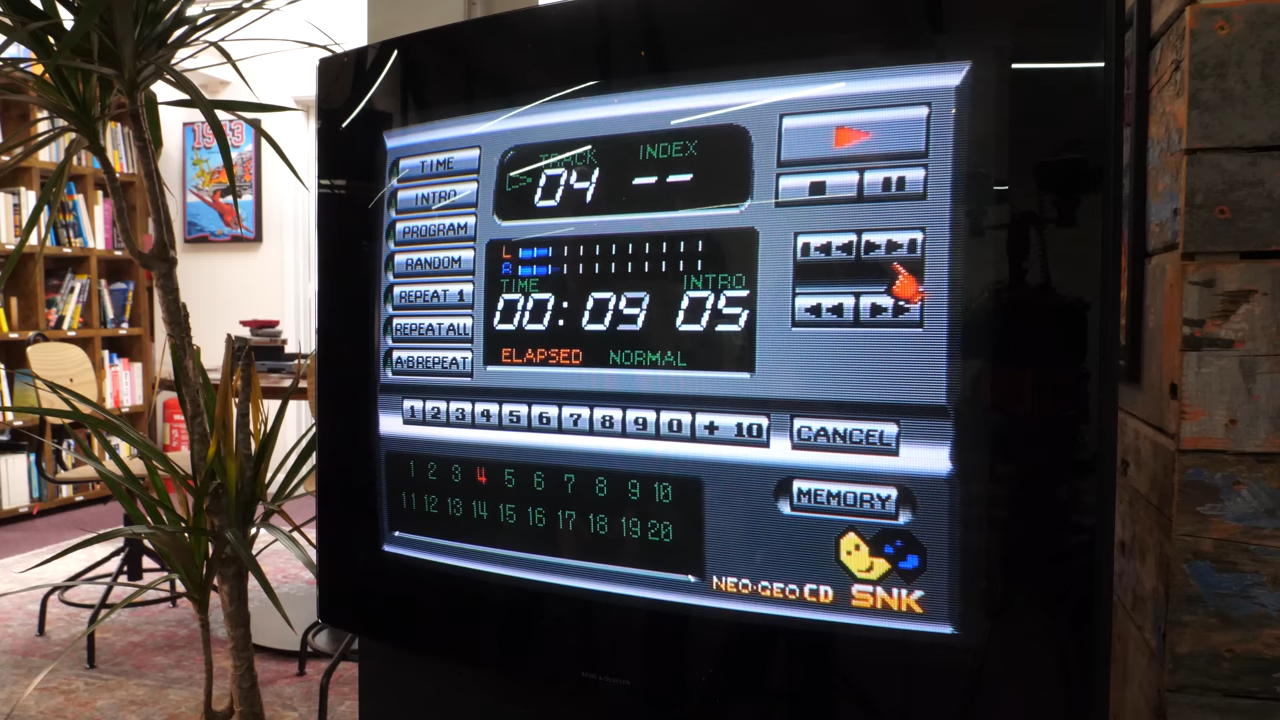 1943
TIME
INTRO
PROGRAM
RANDOM
REPEAT 1
REPEAT ALL
A-B REPEAT
TRACK INDEX
04 --
L
R
TIME INTRO
00:09 05
ELAPSED NORMAL
1 2 3 4 5 6 7 8 9 0 + 10
CANCEL
1 2 3 4 5 6 7 8 9 10
11 12 13 14 15 16 17 18 19 20
MEMORY
NEO·GEO CD SNK
BANG & OLUFSEN